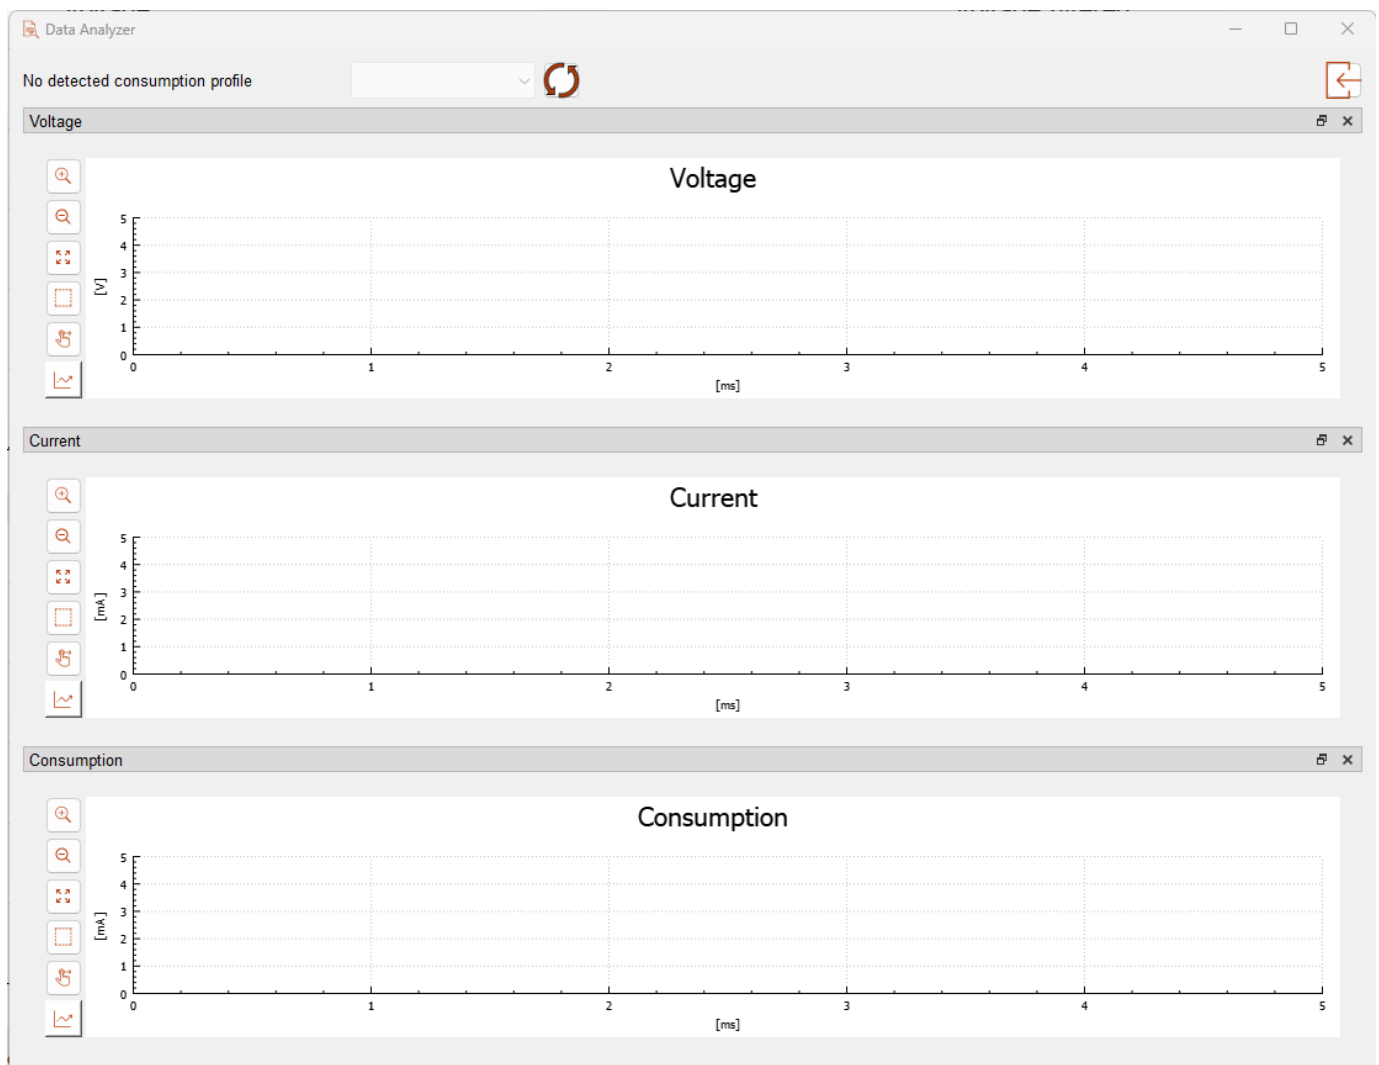 Data Analyzer
No detected consumption profile
Voltage
Voltage
5
4
3
2
1
0
[V]
0 1 2 3 4 5
[ms]
Current
Current
5
4
3
2
1
0
[mA]
0 1 2 3 4 5
[ms]
Consumption
Consumption
5
4
3
2
1
0
[mA]
0 1 2 3 4 5
[ms]